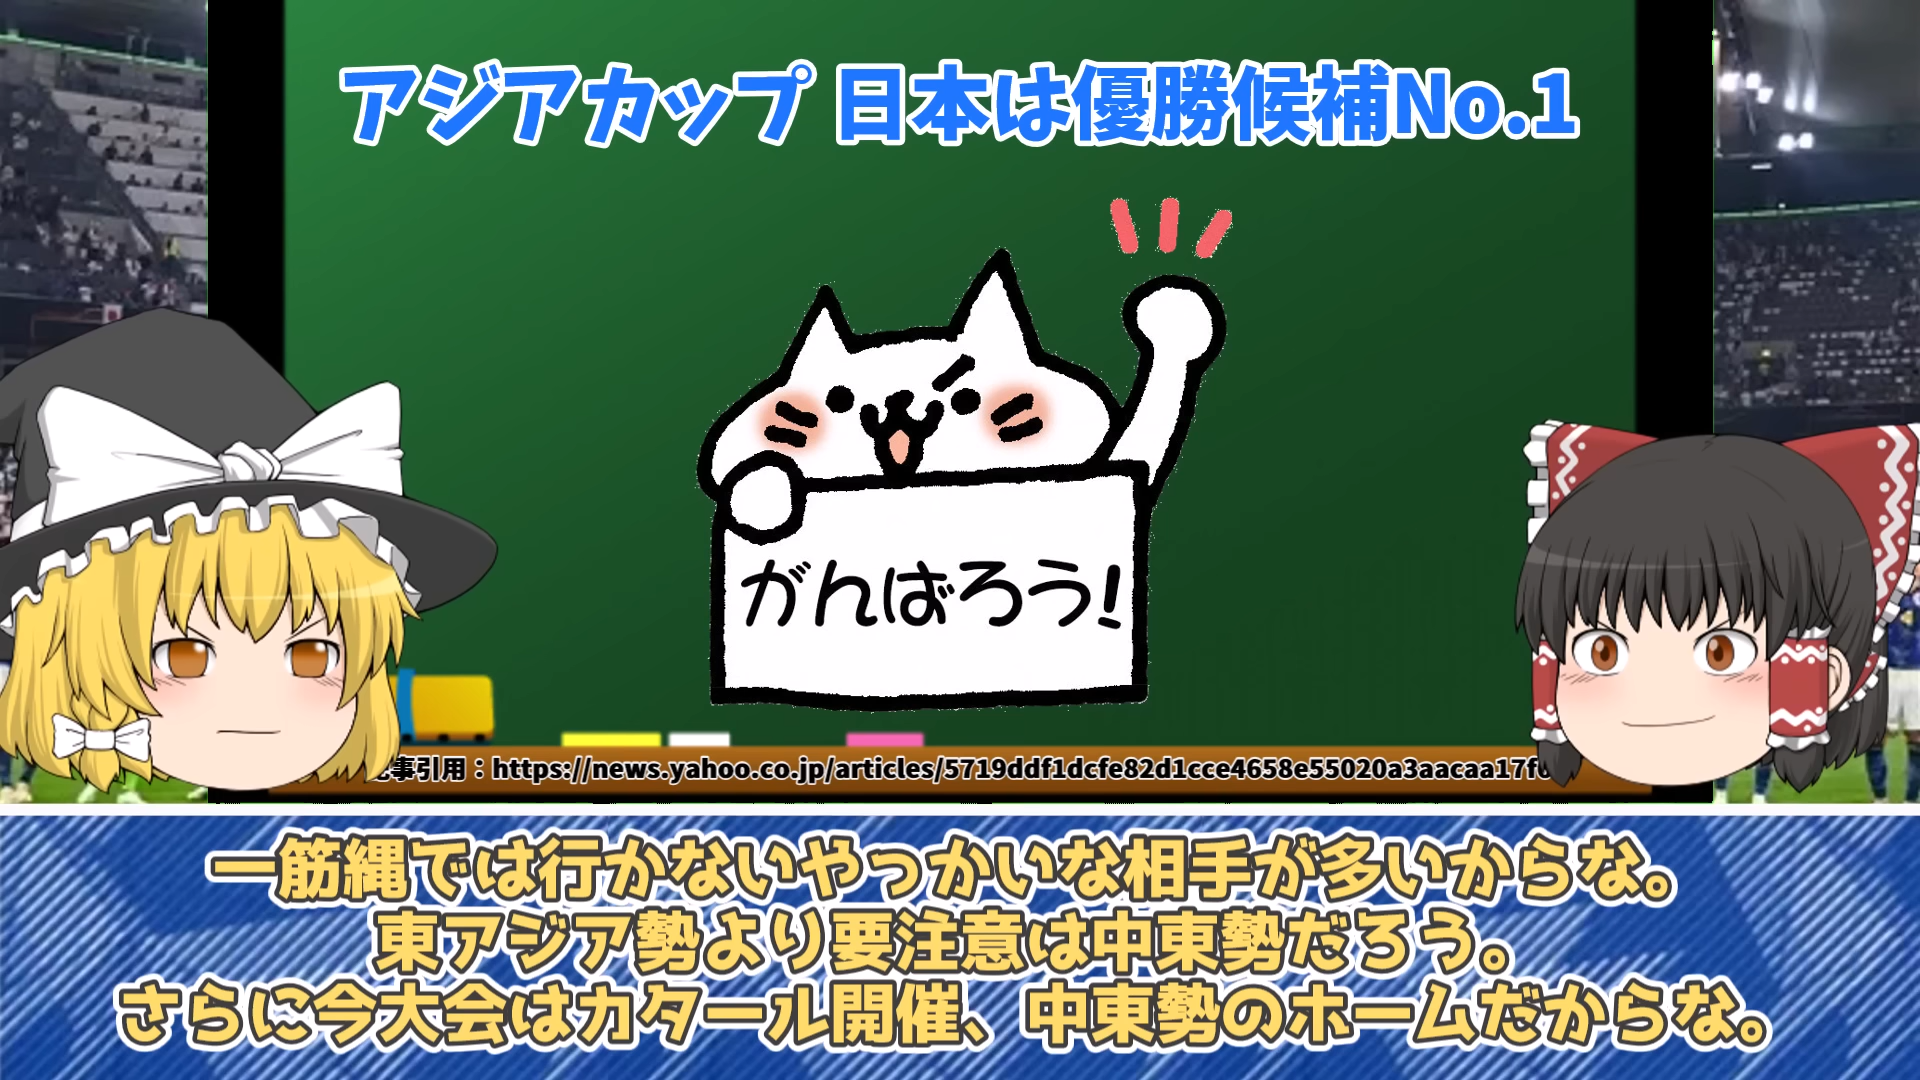 アジアカップ 日本は優勝候補No.1
がんばろう!
事引用：https://news.yahoo.co.jp/articles/5719ddf1dcfe82d1cce4658e55020a3aacaa17f
一筋縄では行かないやっかいな相手が多いからな。
東アジア勢より要注意は中東勢だろう。
さらに今大会はカタール開催、中東勢のホームだからな。